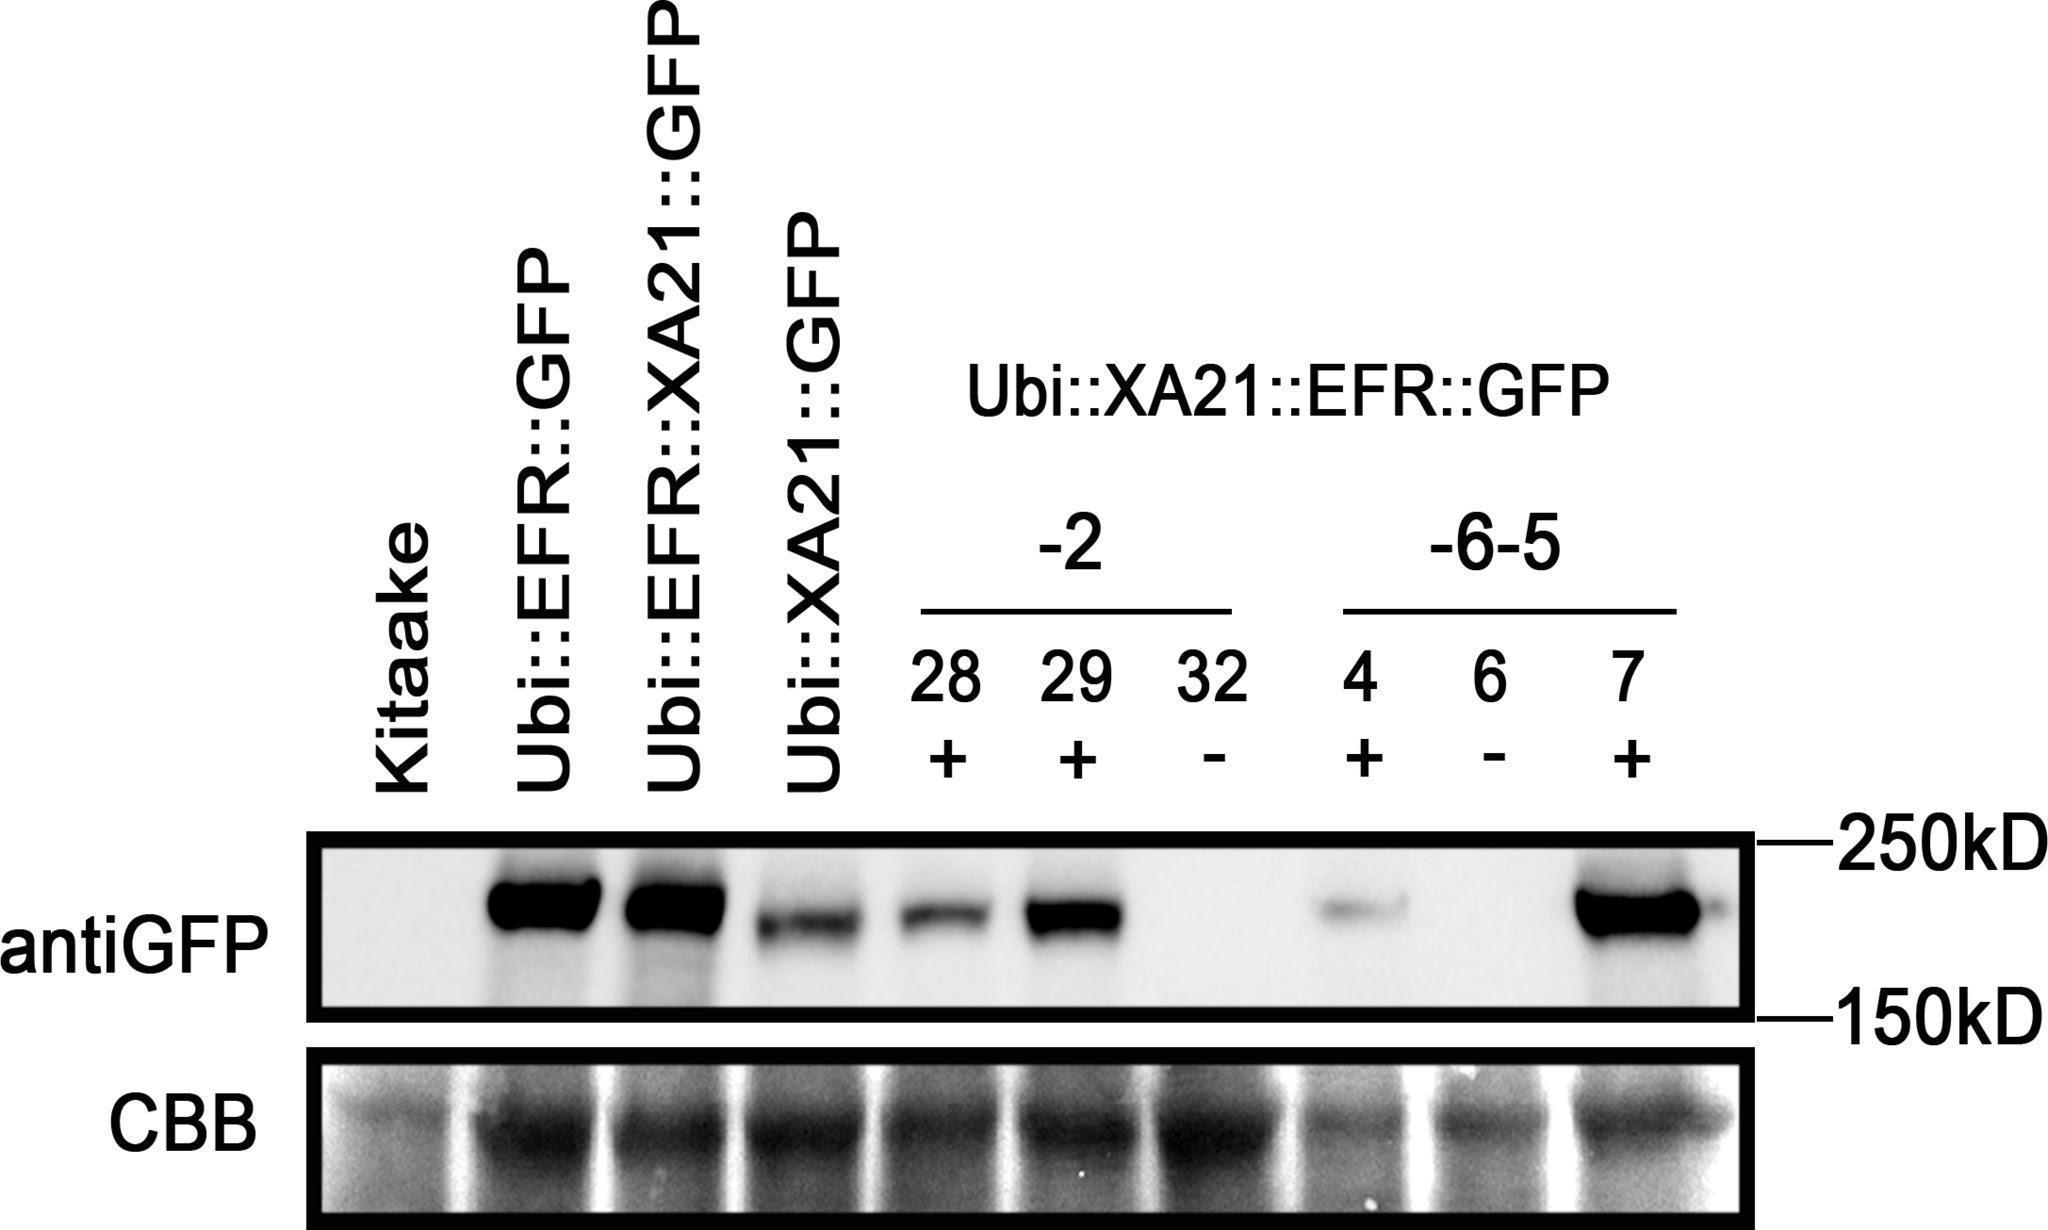 Kitaake
Ubi::EFR::GFP
Ubi::EFR::XA21::GFP
Ubi::XA21::GFP
Ubi::XA21::EFR::GFP
-2
-6-5
28 29 32 4 6 7
+ + - + - +
250kD
antiGFP
150kD
CBB